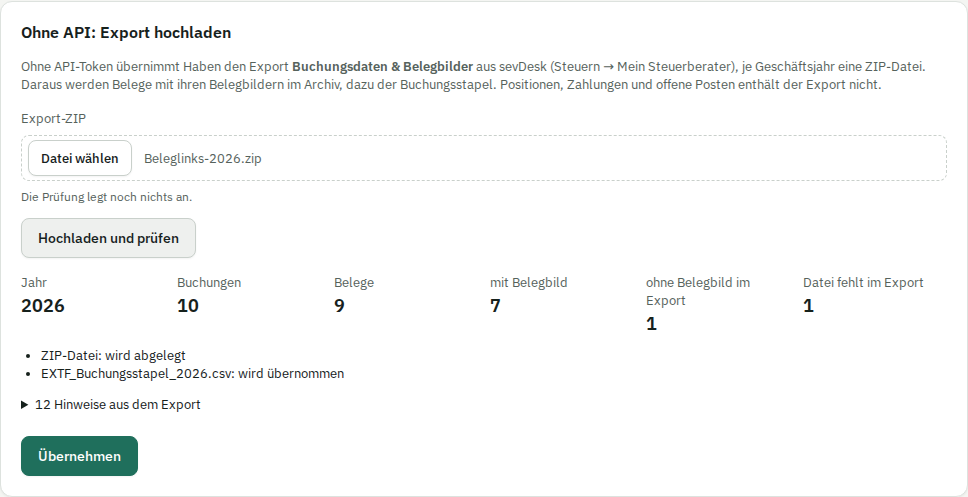 Ohne API: Export hochladen
Ohne API-Token übernimmt Haben den Export Buchungsdaten & Belegbilder aus sevDesk (Steuern → Mein Steuerberater), je Geschäftsjahr eine ZIP-Datei.
Daraus werden Belege mit ihren Belegbildern im Archiv, dazu der Buchungsstapel. Positionen, Zahlungen und offene Posten enthält der Export nicht.
Export-ZIP
Datei wählen Beleglinks-2026.zip
Die Prüfung legt noch nichts an.
Hochladen und prüfen
Jahr
2026
Buchungen
10
Belege
9
mit Belegbild
7
ohne Belegbild im
Export
1
Datei fehlt im Export
1
• ZIP-Datei: wird abgelegt
• EXTF_Buchungsstapel_2026.csv: wird übernommen
▶ 12 Hinweise aus dem Export
Übernehmen